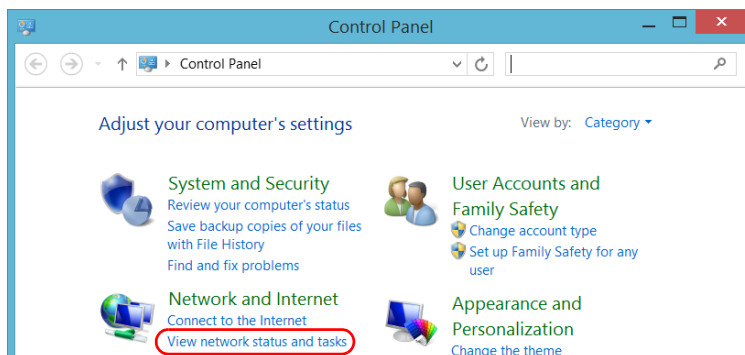 Control Panel
Control Panel
Adjust your computer's settings
View by: Category
System and Security
Review your computer's status
Save backup copies of your files
with File History
Find and fix problems
Network and Internet
Connect to the Internet
View network status and tasks
User Accounts and
Family Safety
Change account type
Set up Family Safety for any
user
Appearance and
Personalization
Change the theme